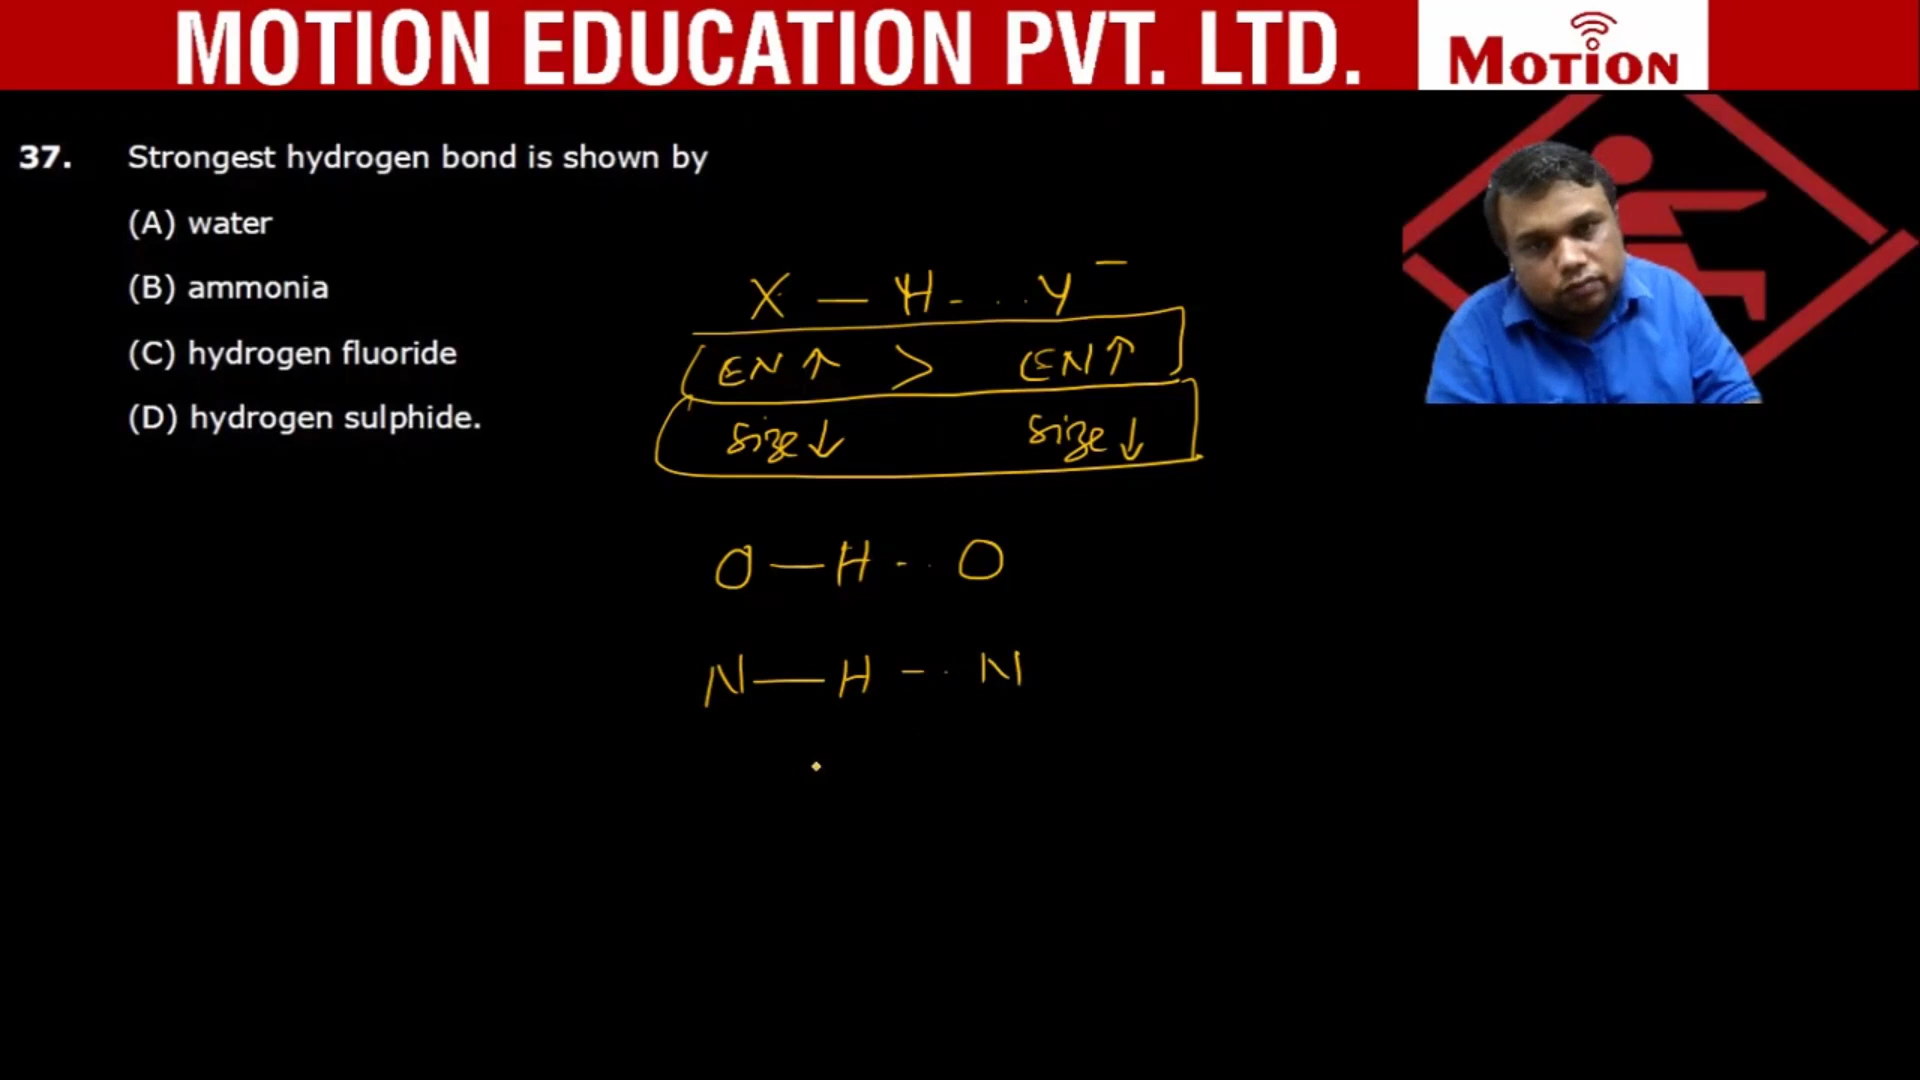 MOTION EDUCATION PVT. LTD.
MOTION
37. Strongest hydrogen bond is shown by
(A) water
(B) ammonia
(C) hydrogen fluoride
(D) hydrogen sulphide.
X — H - . . . Y −
EN ↑ > EN ↑
Size ↓ Size ↓
O — H - . . O
N — H - . . N